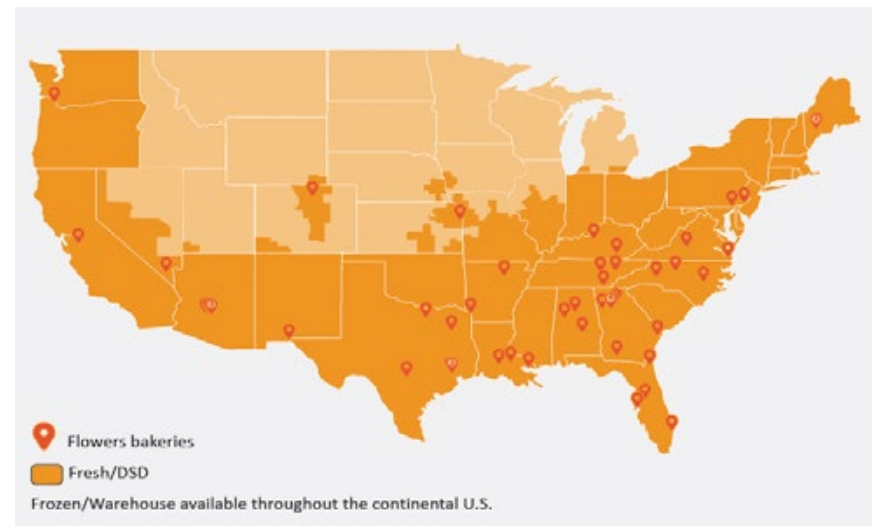 Flowers bakeries
Fresh/DSD
Frozen/Warehouse available throughout the continental U.S.